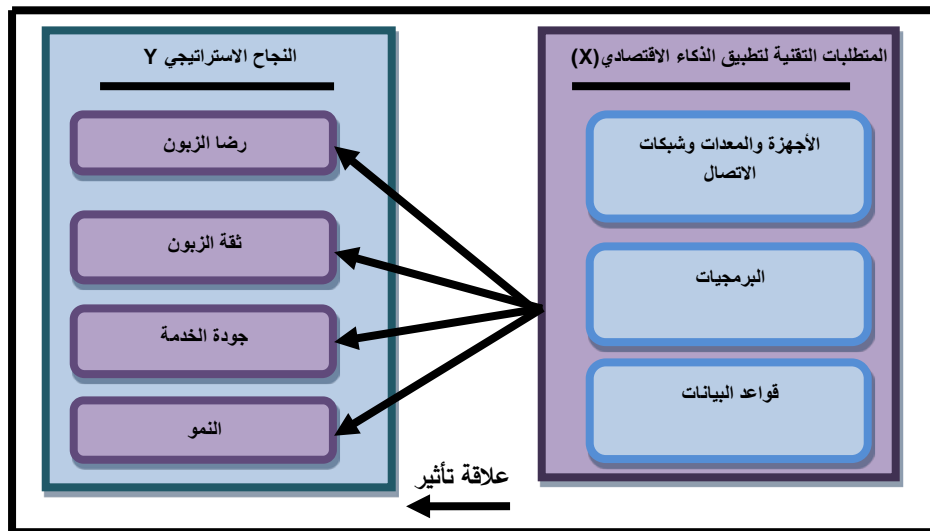 المتطلبات التقنية لتطبيق الذكاء الاقتصادي(X)
الأجهزة والمعدات وشبكات
الاتصال
البرمجيات
قواعد البيانات
النجاح الاستراتيجي Y
رضا الزبون
ثقة الزبون
جودة الخدمة
النمو
علاقة تأثير